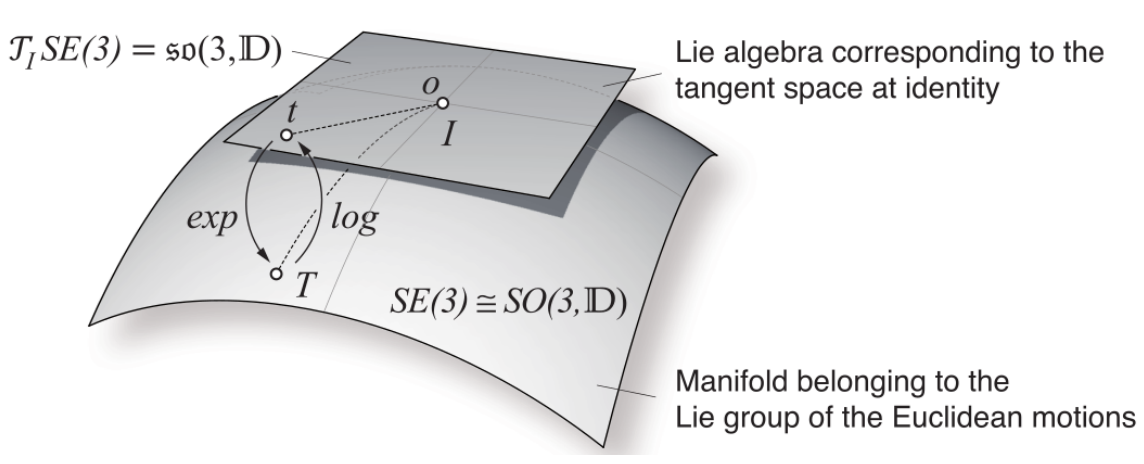 𝒯_I SE(3) = 𝔰𝔬(3,𝔻)
Lie algebra corresponding to the
tangent space at identity
o
t
I
exp
log
T
SE(3) ≅ SO(3,𝔻)
Manifold belonging to the
Lie group of the Euclidean motions